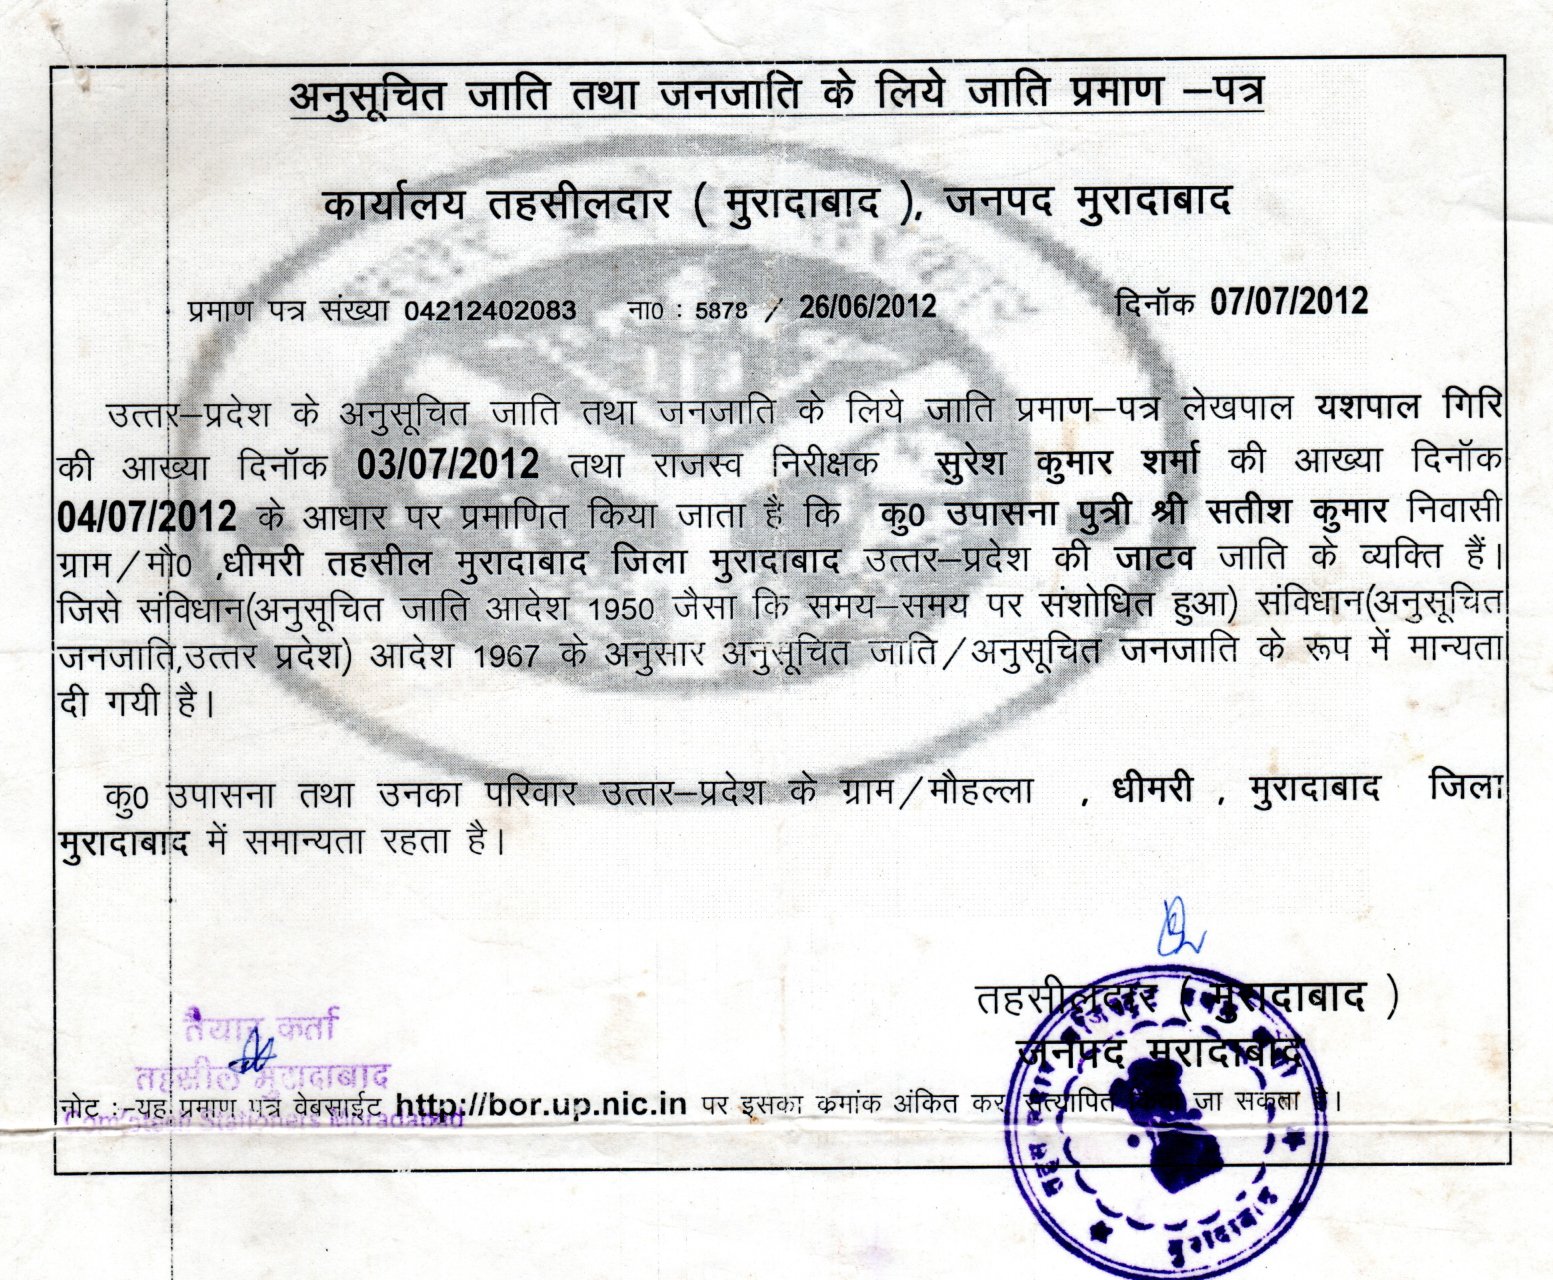 अनुसूचित जाति तथा जनजाति के लिये जाति प्रमाण –पत्र
कार्यालय तहसीलदार ( मुरादाबाद ), जनपद मुरादाबाद
प्रमाण पत्र संख्या 04212402083 ना0 : 5878 / 26/06/2012 दिनॉक 07/07/2012
उत्तर–प्रदेश के अनुसूचित जाति तथा जनजाति के लिये जाति प्रमाण–पत्र लेखपाल यशपाल गिरि
की आख्या दिनॉक 03/07/2012 तथा राजस्व निरीक्षक सुरेश कुमार शर्मा की आख्या दिनॉक
04/07/2012 के आधार पर प्रमाणित किया जाता है कि कु0 उपासना पुत्री श्री सतीश कुमार निवासी
ग्राम/मौ0 ,धीमरी तहसील मुरादाबाद जिला मुरादाबाद उत्तर–प्रदेश की जाटव जाति के व्यक्ति हैं।
जिसे संविधान(अनुसूचित जाति आदेश 1950 जैसा कि समय–समय पर संशोधित हुआ) संविधान(अनुसूचित
जनजाति,उत्तर प्रदेश) आदेश 1967 के अनुसार अनुसूचित जाति/अनुसूचित जनजाति के रूप में मान्यता
दी गयी है।
कु0 उपासना तथा उनका परिवार उत्तर–प्रदेश के ग्राम/मौहल्ला , धीमरी , मुरादाबाद जिला
मुरादाबाद में समान्यता रहता है।
तहसीलदार ( मुरादाबाद )
जनपद मुरादाबाद
तैयार कर्ता
तहसील मुरादाबाद
नोट :–यह प्रमाण पत्र वेबसाईट http://bor.up.nic.in पर इसका कमांक अंकित कर सत्यापित जा सकता है।
Stationers Moradabad
मुरादाबाद